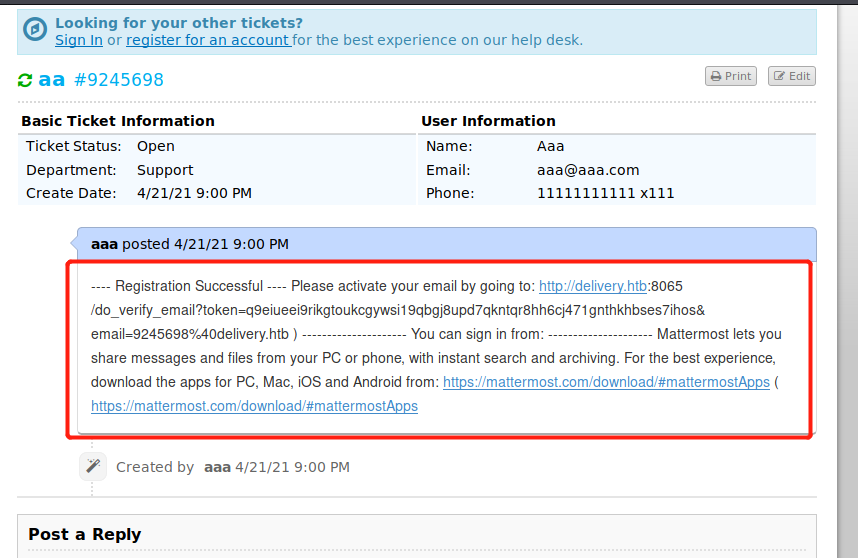 Looking for your other tickets?
Sign In or register for an account for the best experience on our help desk.
aa #9245698
Print
Edit
Basic Ticket Information
User Information
Ticket Status: Open
Name: Aaa
Department: Support
Email: aaa@aaa.com
Create Date: 4/21/21 9:00 PM
Phone: 11111111111 x111
aaa posted 4/21/21 9:00 PM
---- Registration Successful ---- Please activate your email by going to: http://delivery.htb:8065
/do_verify_email?token=q9eiueei9rikgtoukcgywsi19qbgj8upd7qkntqr8hh6cj471gnthkhbses7ihos&
email=9245698%40delivery.htb ) --------------------- You can sign in from: --------------------- Mattermost lets you
share messages and files from your PC or phone, with instant search and archiving. For the best experience,
download the apps for PC, Mac, iOS and Android from: https://mattermost.com/download/#mattermostApps (
https://mattermost.com/download/#mattermostApps
Created by aaa 4/21/21 9:00 PM
Post a Reply